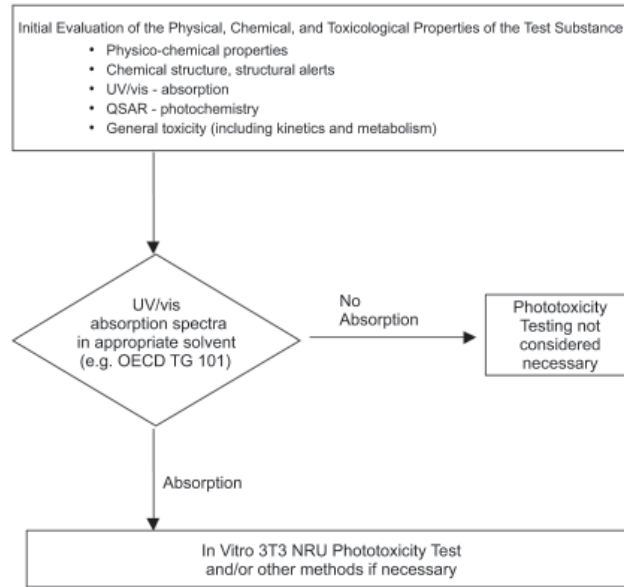 Initial Evaluation of the Physical, Chemical, and Toxicological Properties of the Test Substance
• Physico-chemical properties
• Chemical structure, structural alerts
• UV/vis - absorption
• QSAR - photochemistry
• General toxicity (including kinetics and metabolism)
UV/vis
absorption spectra
in appropriate solvent
(e.g. OECD TG 101)
No
Absorption
Phototoxicity
Testing not
considered
necessary
Absorption
In Vitro 3T3 NRU Phototoxicity Test
and/or other methods if necessary